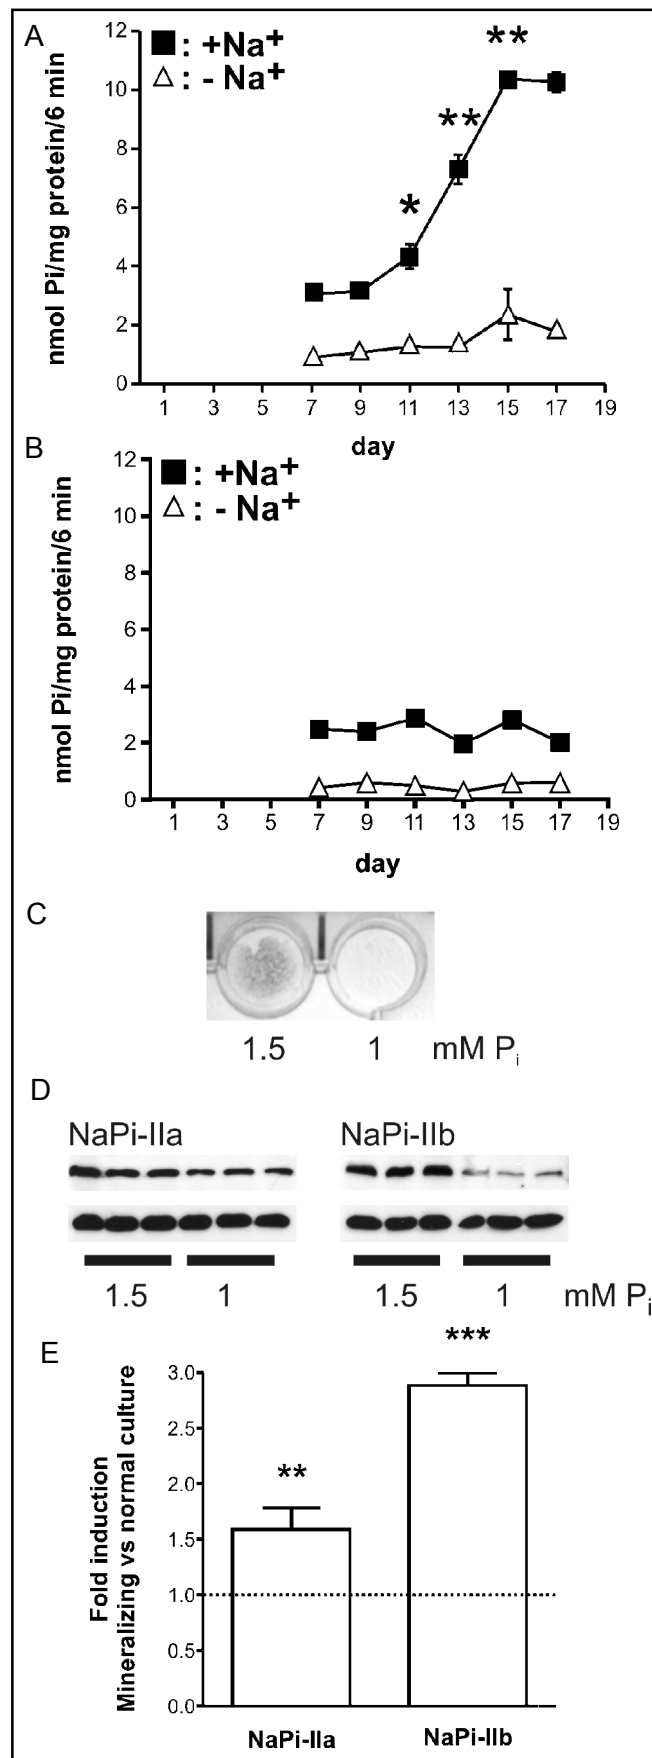 A
12
10
8
6
4
2
0
nmol Pi/mg protein/6 min
■: +Na⁺
△: - Na⁺
*
**
**
1 3 5 7 9 11 13 15 17 19
day
B
12
10
8
6
4
2
0
nmol Pi/mg protein/6 min
■: +Na⁺
△: - Na⁺
1 3 5 7 9 11 13 15 17 19
day
C
1.5 1 mM Pᵢ
D
NaPi-IIa NaPi-IIb
1.5 1 1.5 1 mM Pᵢ
E
3.0
2.5
2.0
1.5
1.0
0.5
0.0
Fold induction
Mineralizing vs normal culture
**
***
NaPi-IIa NaPi-IIb